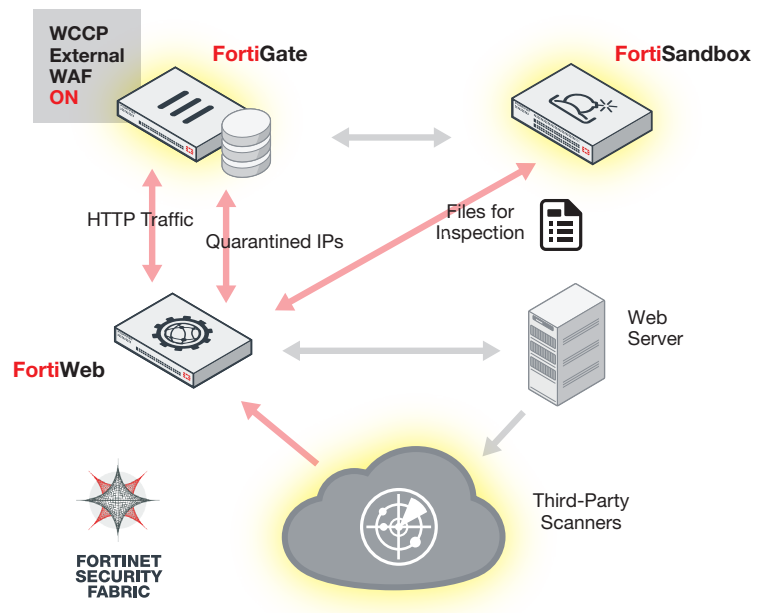 WCCP
External
WAF
ON
FortiGate
FortiSandbox
HTTP Traffic
Quarantined IPs
Files for
Inspection
FortiWeb
Web
Server
Third-Party
Scanners
FORTINET
SECURITY
FABRIC